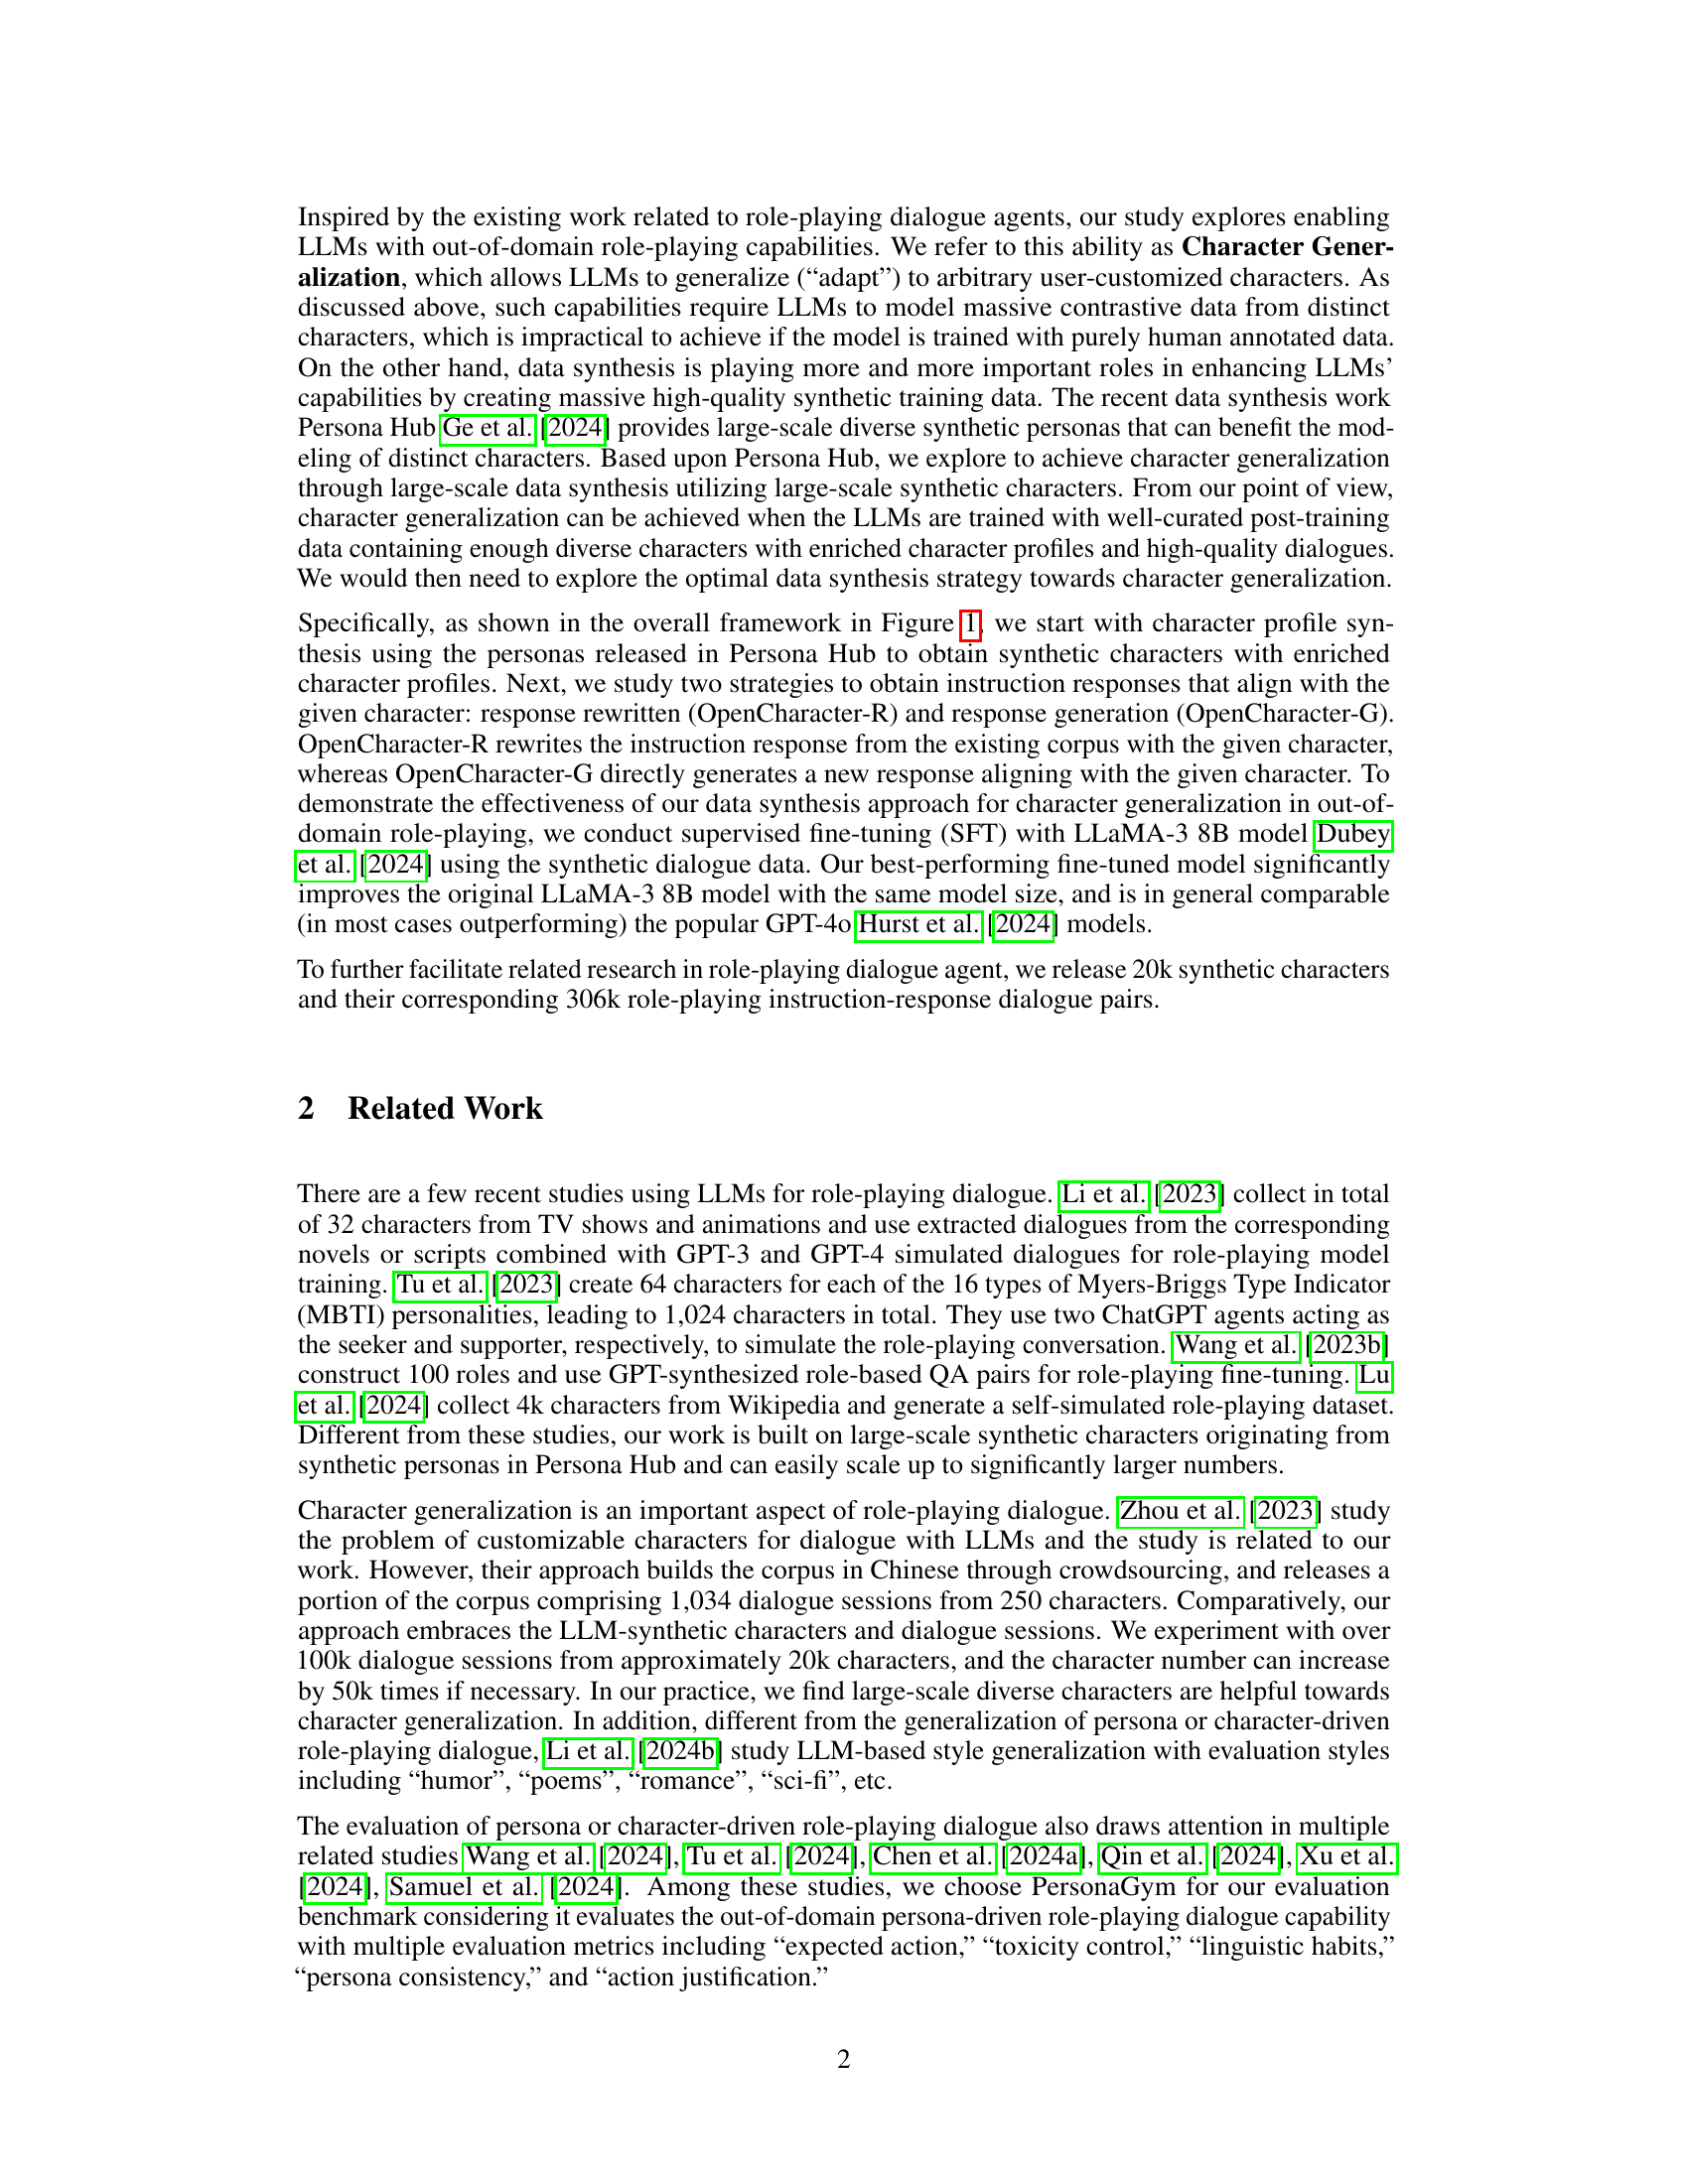 Inspired by the existing work related to role-playing dialogue agents, our study explores enabling
LLMs with out-of-domain role-playing capabilities. We refer to this ability as Character Gener-
alization, which allows LLMs to generalize (“adapt”) to arbitrary user-customized characters. As
discussed above, such capabilities require LLMs to model massive contrastive data from distinct
characters, which is impractical to achieve if the model is trained with purely human annotated data.
On the other hand, data synthesis is playing more and more important roles in enhancing LLMs’
capabilities by creating massive high-quality synthetic training data. The recent data synthesis work
Persona Hub Ge et al. [2024] provides large-scale diverse synthetic personas that can benefit the mod-
eling of distinct characters. Based upon Persona Hub, we explore to achieve character generalization
through large-scale data synthesis utilizing large-scale synthetic characters. From our point of view,
character generalization can be achieved when the LLMs are trained with well-curated post-training
data containing enough diverse characters with enriched character profiles and high-quality dialogues.
We would then need to explore the optimal data synthesis strategy towards character generalization.
Specifically, as shown in the overall framework in Figure 1, we start with character profile syn-
thesis using the personas released in Persona Hub to obtain synthetic characters with enriched
character profiles. Next, we study two strategies to obtain instruction responses that align with the
given character: response rewritten (OpenCharacter-R) and response generation (OpenCharacter-G).
OpenCharacter-R rewrites the instruction response from the existing corpus with the given character,
whereas OpenCharacter-G directly generates a new response aligning with the given character. To
demonstrate the effectiveness of our data synthesis approach for character generalization in out-of-
domain role-playing, we conduct supervised fine-tuning (SFT) with LLaMA-3 8B model Dubey
et al. [2024] using the synthetic dialogue data. Our best-performing fine-tuned model significantly
improves the original LLaMA-3 8B model with the same model size, and is in general comparable
(in most cases outperforming) the popular GPT-4o Hurst et al. [2024] models.
To further facilitate related research in role-playing dialogue agent, we release 20k synthetic characters
and their corresponding 306k role-playing instruction-response dialogue pairs.
2 Related Work
There are a few recent studies using LLMs for role-playing dialogue. Li et al. [2023] collect in total
of 32 characters from TV shows and animations and use extracted dialogues from the corresponding
novels or scripts combined with GPT-3 and GPT-4 simulated dialogues for role-playing model
training. Tu et al. [2023] create 64 characters for each of the 16 types of Myers-Briggs Type Indicator
(MBTI) personalities, leading to 1,024 characters in total. They use two ChatGPT agents acting as
the seeker and supporter, respectively, to simulate the role-playing conversation. Wang et al. [2023b]
construct 100 roles and use GPT-synthesized role-based QA pairs for role-playing fine-tuning. Lu
et al. [2024] collect 4k characters from Wikipedia and generate a self-simulated role-playing dataset.
Different from these studies, our work is built on large-scale synthetic characters originating from
synthetic personas in Persona Hub and can easily scale up to significantly larger numbers.
Character generalization is an important aspect of role-playing dialogue. Zhou et al. [2023] study
the problem of customizable characters for dialogue with LLMs and the study is related to our
work. However, their approach builds the corpus in Chinese through crowdsourcing, and releases a
portion of the corpus comprising 1,034 dialogue sessions from 250 characters. Comparatively, our
approach embraces the LLM-synthetic characters and dialogue sessions. We experiment with over
100k dialogue sessions from approximately 20k characters, and the character number can increase
by 50k times if necessary. In our practice, we find large-scale diverse characters are helpful towards
character generalization. In addition, different from the generalization of persona or character-driven
role-playing dialogue, Li et al. [2024b] study LLM-based style generalization with evaluation styles
including “humor”, “poems”, “romance”, “sci-fi”, etc.
The evaluation of persona or character-driven role-playing dialogue also draws attention in multiple
related studies Wang et al. [2024], Tu et al. [2024], Chen et al. [2024a], Qin et al. [2024], Xu et al.
[2024], Samuel et al. [2024]. Among these studies, we choose PersonaGym for our evaluation
benchmark considering it evaluates the out-of-domain persona-driven role-playing dialogue capability
with multiple evaluation metrics including “expected action,” “toxicity control,” “linguistic habits,”
“persona consistency,” and “action justification.”
2